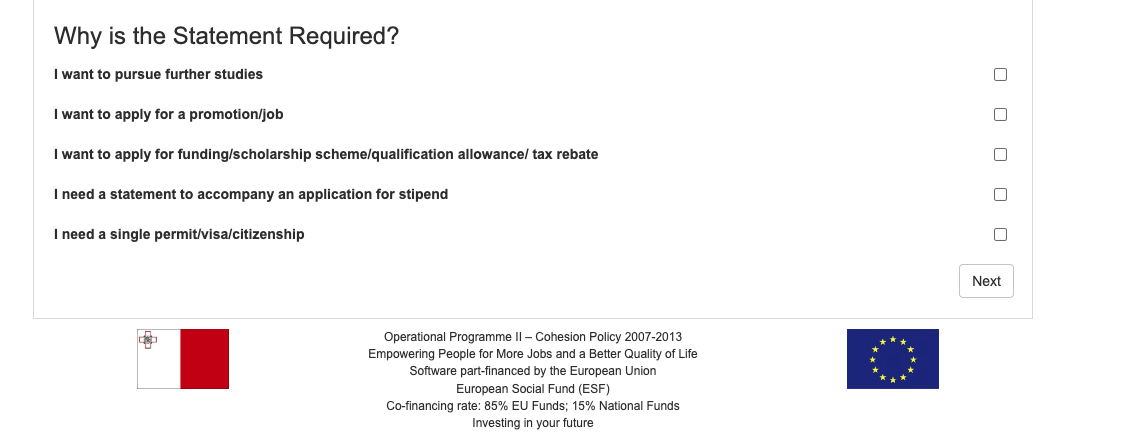 Why is the Statement Required?
I want to pursue further studies
I want to apply for a promotion/job
I want to apply for funding/scholarship scheme/qualification allowance/ tax rebate
I need a statement to accompany an application for stipend
I need a single permit/visa/citizenship
Next
Operational Programme II – Cohesion Policy 2007-2013
Empowering People for More Jobs and a Better Quality of Life
Software part-financed by the European Union
European Social Fund (ESF)
Co-financing rate: 85% EU Funds; 15% National Funds
Investing in your future